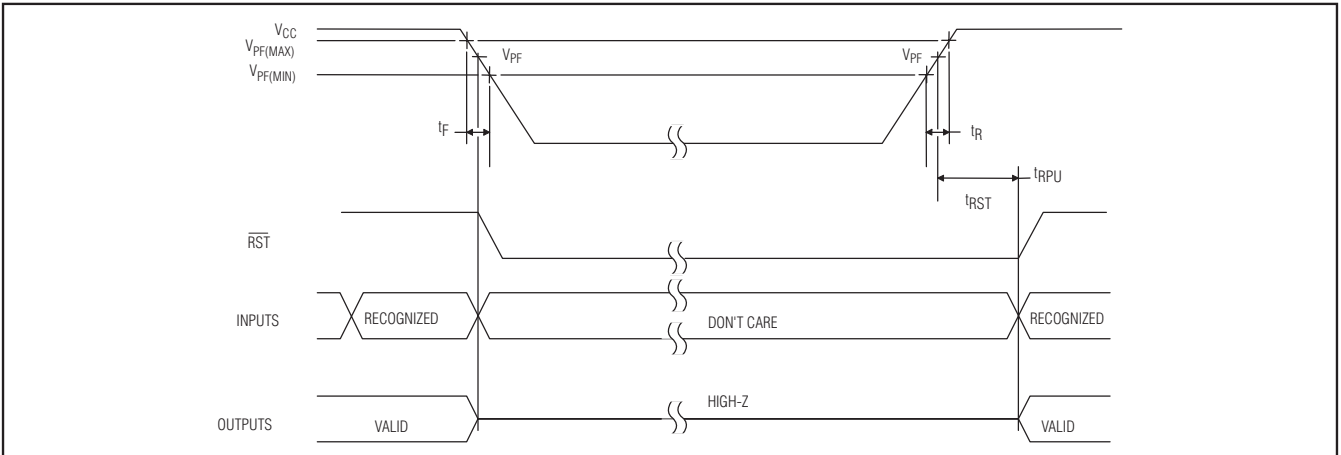 VCC
VPF(MAX)
VPF VPF
VPF(MIN)
tF tR
tRPU
tRST
RST
INPUTS RECOGNIZED DON'T CARE RECOGNIZED
HIGH-Z
OUTPUTS VALID VALID